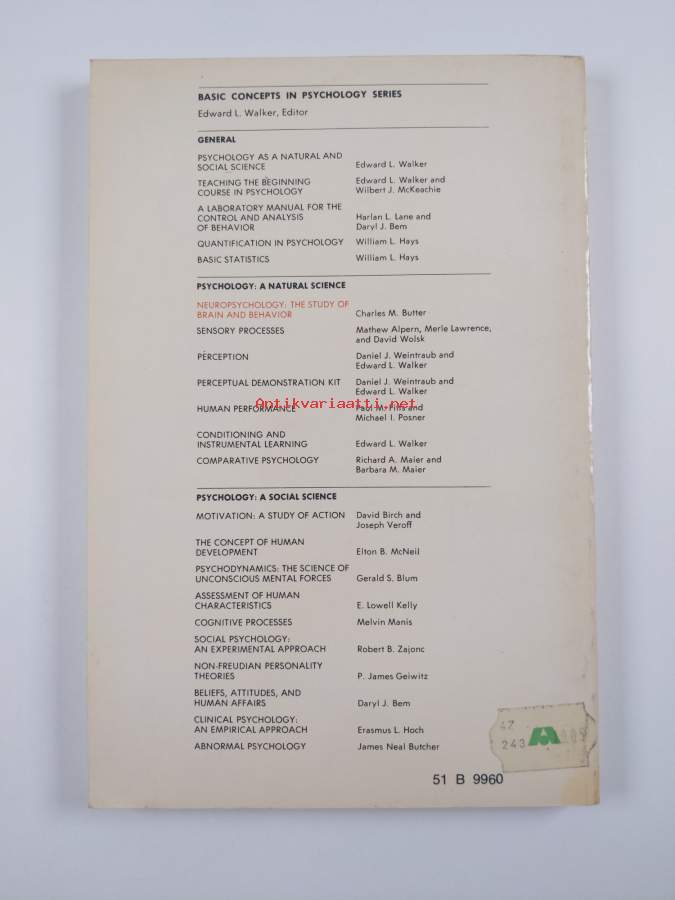 BASIC CONCEPTS IN PSYCHOLOGY SERIES
Edward L. Walker, Editor
GENERAL
PSYCHOLOGY AS A NATURAL AND
SOCIAL SCIENCE Edward L. Walker
TEACHING THE BEGINNING Edward L. Walker and
COURSE IN PSYCHOLOGY Wilbert J. McKeachie
A LABORATORY MANUAL FOR THE
CONTROL AND ANALYSIS Harlan L. Lane and
OF BEHAVIOR Daryl J. Bem
QUANTIFICATION IN PSYCHOLOGY William L. Hays
BASIC STATISTICS William L. Hays
PSYCHOLOGY: A NATURAL SCIENCE
NEUROPSYCHOLOGY: THE STUDY OF
BRAIN AND BEHAVIOR Charles M. Butter
SENSORY PROCESSES Mathew Alpern, Merle Lawrence,
and David Wolsk
PERCEPTION Daniel J. Weintraub and
Edward L. Walker
PERCEPTUAL DEMONSTRATION KIT Daniel J. Weintraub and
Edward L. Walker
Antikvariaatti.net
HUMAN PERFORMANCE Paul M. Fitts and
Michael I. Posner
CONDITIONING AND
INSTRUMENTAL LEARNING Edward L. Walker
COMPARATIVE PSYCHOLOGY Richard A. Maier and
Barbara M. Maier
PSYCHOLOGY: A SOCIAL SCIENCE
MOTIVATION: A STUDY OF ACTION David Birch and
Joseph Veroff
THE CONCEPT OF HUMAN
DEVELOPMENT Elton B. McNeil
PSYCHODYNAMICS: THE SCIENCE OF
UNCONSCIOUS MENTAL FORCES Gerald S. Blum
ASSESSMENT OF HUMAN
CHARACTERISTICS E. Lowell Kelly
COGNITIVE PROCESSES Melvin Manis
SOCIAL PSYCHOLOGY:
AN EXPERIMENTAL APPROACH Robert B. Zajonc
NON-FREUDIAN PERSONALITY
THEORIES P. James Geiwitz
BELIEFS, ATTITUDES, AND
HUMAN AFFAIRS Daryl J. Bem
CLINICAL PSYCHOLOGY:
AN EMPIRICAL APPROACH Erasmus L. Hoch
ABNORMAL PSYCHOLOGY James Neal Butcher
42
243
51 B 9960